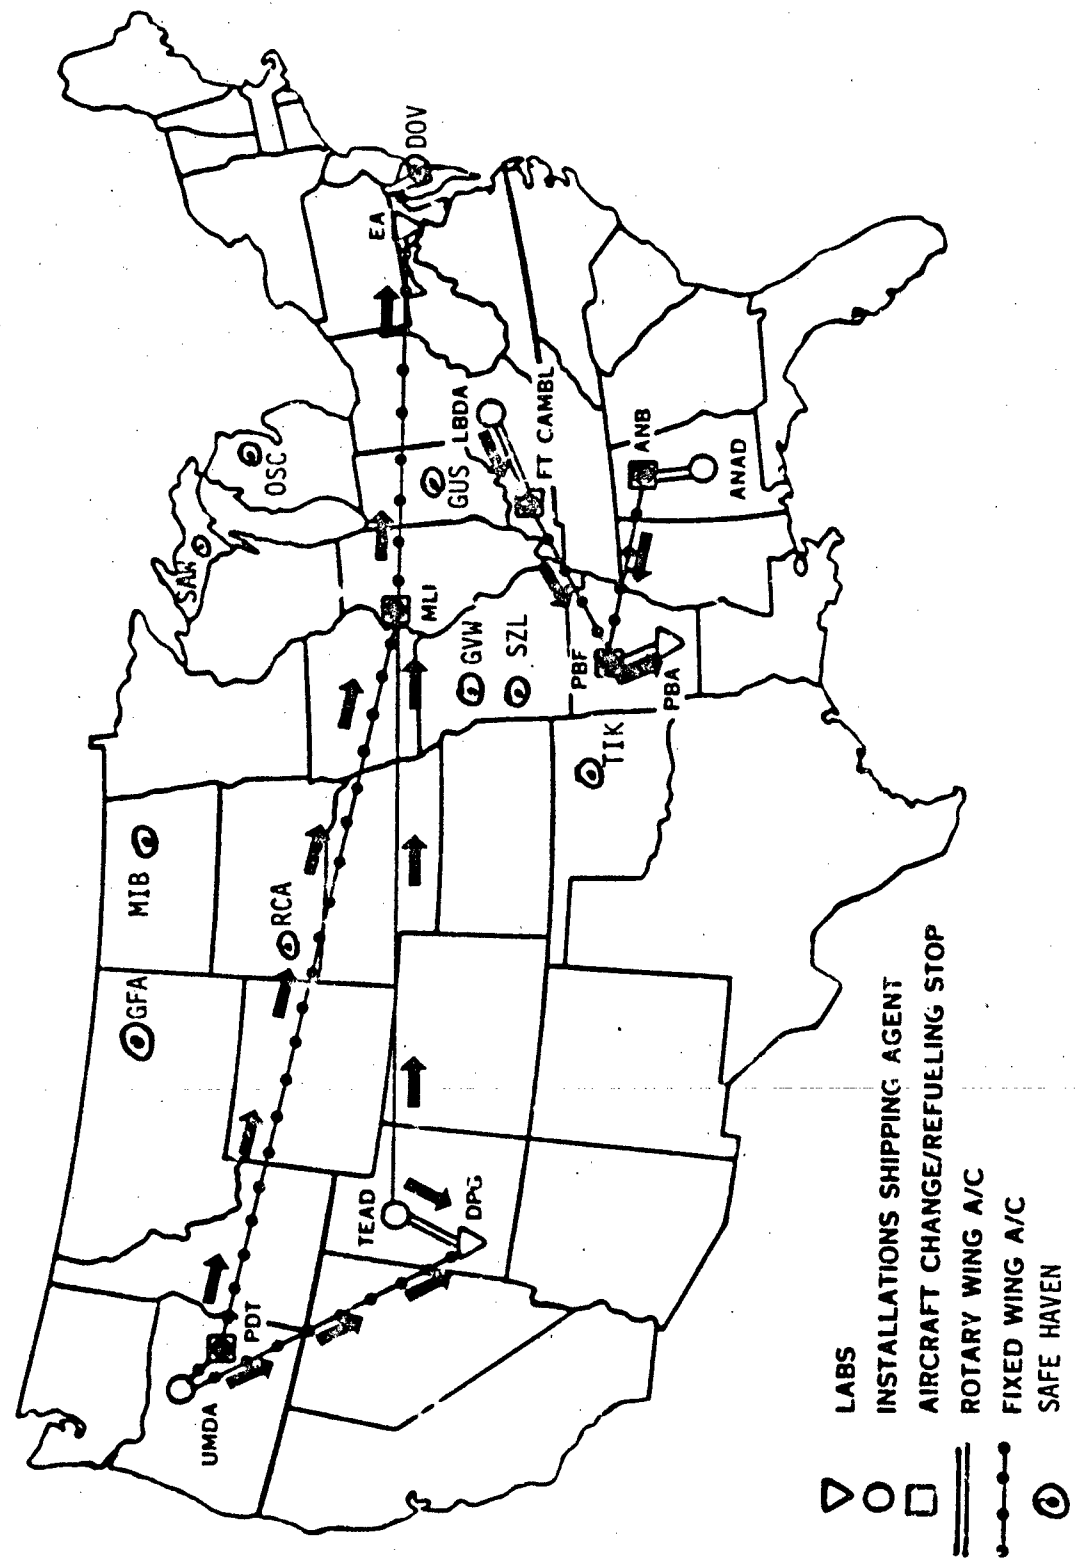 UMDA
PDT
GFA
MIB
RCA
TEAD
DPG
SAW
OSC
MLI
GVW
SZL
GUS
LBDA
FT CAMBL
EA
DOV
TIK
PBF
PBA
ANB
ANAD
LABS
INSTALLATIONS SHIPPING AGENT
AIRCRAFT CHANGE/REFUELING STOP
ROTARY WING A/C
FIXED WING A/C
SAFE HAVEN